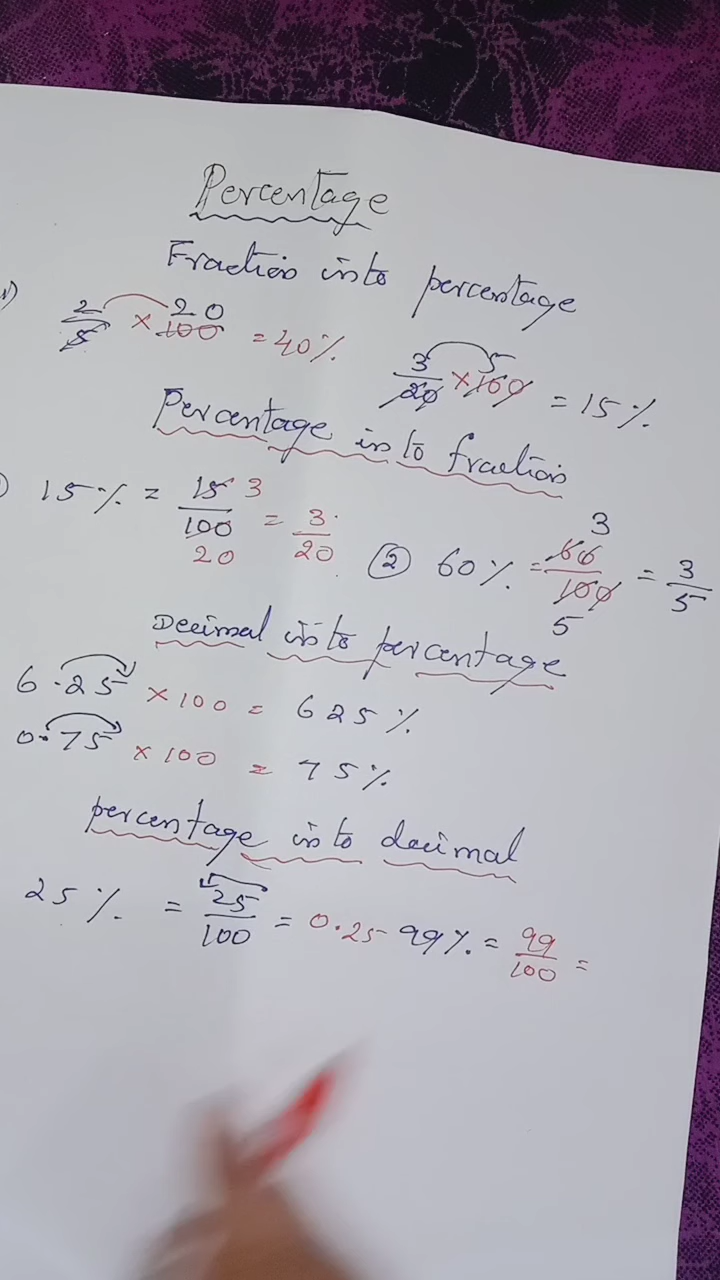 Percentage
Fraction into percentage
1) 2/5 × 100 20 = 40%
3/20 × 100 5 = 15%
Percentage into fraction
15% = 15/100 3 20 = 3/20
② 60% = 60/100 3 5 = 3/5
Decimal into percentage
6.25 × 100 = 625%
0.75 × 100 = 75%
percentage into decimal
25% = 25/100 = 0.25 99% = 99/100 =